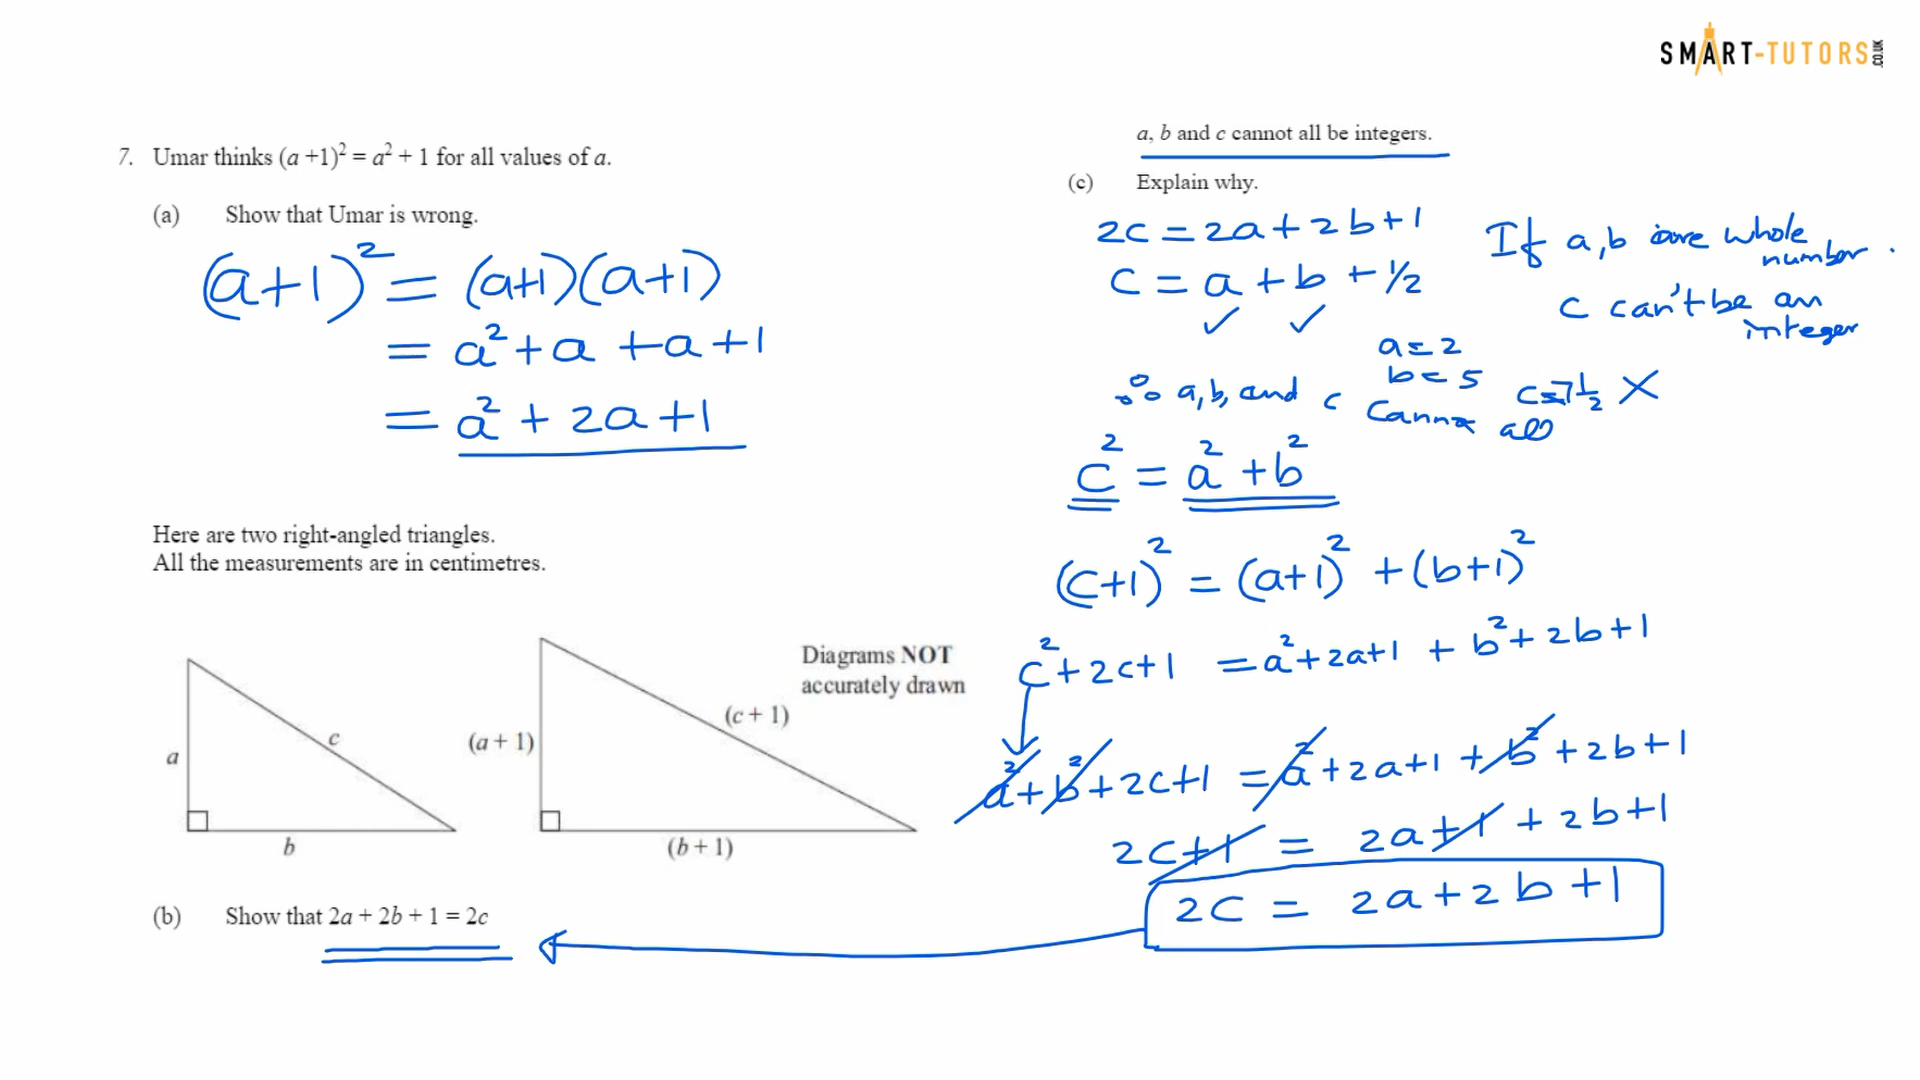 SMART-TUTORS.CO.UK
7. Umar thinks (a +1)² = a² + 1 for all values of a.
(a) Show that Umar is wrong.
(a+1)² = (a+1)(a+1)
= a² + a + a + 1
= a² + 2a + 1
Here are two right-angled triangles.
All the measurements are in centimetres.
Diagrams NOT
accurately drawn
a
c
b
(a + 1)
(c + 1)
(b + 1)
(b) Show that 2a + 2b + 1 = 2c
a, b and c cannot all be integers.
(c) Explain why.
2c = 2a + 2b + 1
c = a + b + 1/2
✓ ✓
If a,b are whole
number.
c can't be an
integer
a = 2
b = 5
c = 7 1/2 ✗
∴ a, b, and c cannot all
c² = a² + b²
(c+1)² = (a+1)² + (b+1)²
c² + 2c + 1 = a² + 2a + 1 + b² + 2b + 1
a² + b² + 2c + 1 = a² + 2a + 1 + b² + 2b + 1
2c + 1 = 2a + 1 + 2b + 1
2c = 2a + 2b + 1